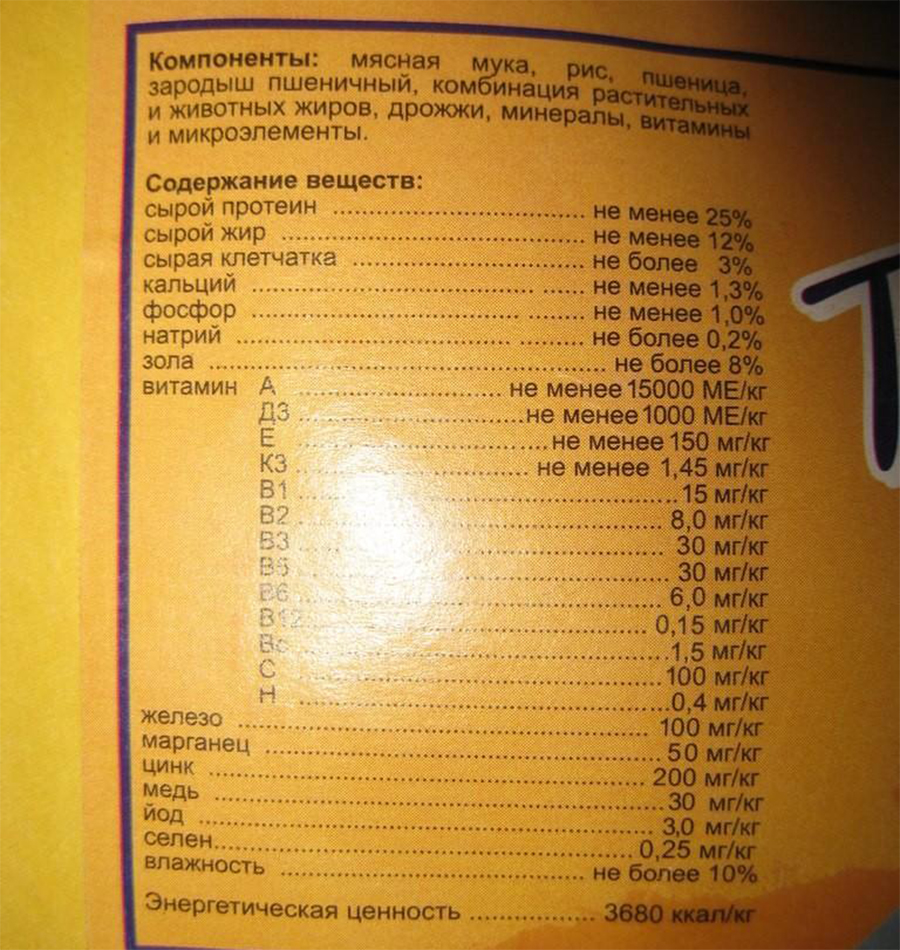 Компоненты: мясная мука, рис, пшеница,
зародыш пшеничный, комбинация растительных
и животных жиров, дрожжи, минералы, витамины
и микроэлементы.
Содержание веществ:
сырой протеин ........................................ не менее 25%
сырой жир ................................................ не менее 12%
сырая клетчатка ..................................... не более 3%
кальций ..................................................... не менее 1,3%
фосфор ..................................................... не менее 1,0%
натрий ....................................................... не более 0,2%
зола ............................................................... не более 8%
витамин А .................................... не менее 15000 МЕ/кг
Д3 ........................................ не менее 1000 МЕ/кг
Е ............................................ не менее 150 мг/кг
К3 ..................................... не менее 1,45 мг/кг
В1 ............................................................ 15 мг/кг
В2 .......................................................... 8,0 мг/кг
В3 .......................................................... 30 мг/кг
В5 ........................................................... 30 мг/кг
В6 .......................................................... 6,0 мг/кг
В12 ....................................................... 0,15 мг/кг
Вс ........................................................... 1,5 мг/кг
С ............................................................ 100 мг/кг
Н ............................................................ 0,4 мг/кг
железо ................................................................. 100 мг/кг
марганец .............................................................. 50 мг/кг
цинк ...................................................................... 200 мг/кг
медь ....................................................................... 30 мг/кг
йод ......................................................................... 3,0 мг/кг
селен.................................................................... 0,25 мг/кг
влажность ................................................ не более 10%
Энергетическая ценность .................... 3680 ккал/кг
Т